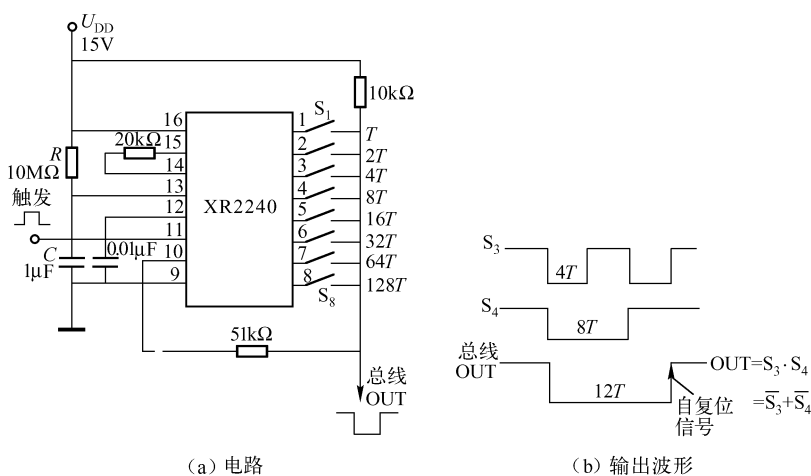 U_DD
15V
10kΩ
S₁
16
1
T
20kΩ
15
2
2T
R
10MΩ
14
3
4T
13
4
8T
触发
12
XR2240
5
16T
11
6
32T
C
1μF
0.01μF
10
7
64T
9
8
128T
S₈
51kΩ
总线
OUT
(a) 电路
S₃
4T
S₄
8T
总线
OUT
12T
OUT=S₃·S₄
=S̅₃+S̅₄
自复位
信号
(b) 输出波形